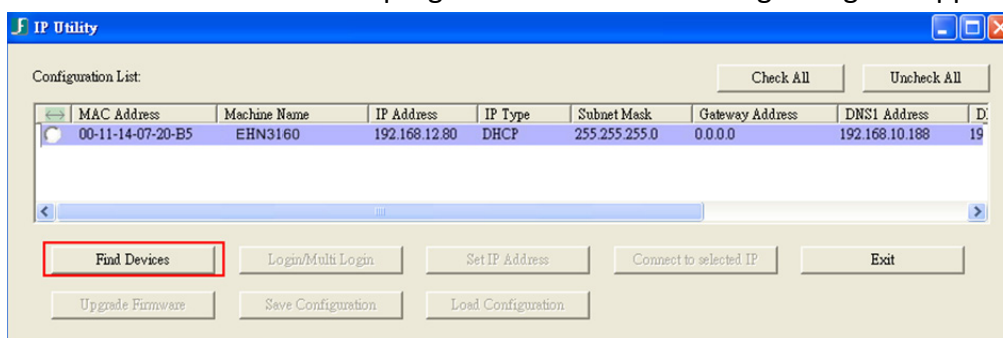 IP Utility
Configuration List:
Check All
Uncheck All
MAC Address Machine Name IP Address IP Type Subnet Mask Gateway Address DNS1 Address D
00-11-14-07-20-B5 EHN3160 192.168.12.80 DHCP 255.255.255.0 0.0.0.0 192.168.10.188 19
Find Devices
Login/Multi Login
Set IP Address
Connect to selected IP
Exit
Upgrade Firmware
Save Configuration
Load Configuration